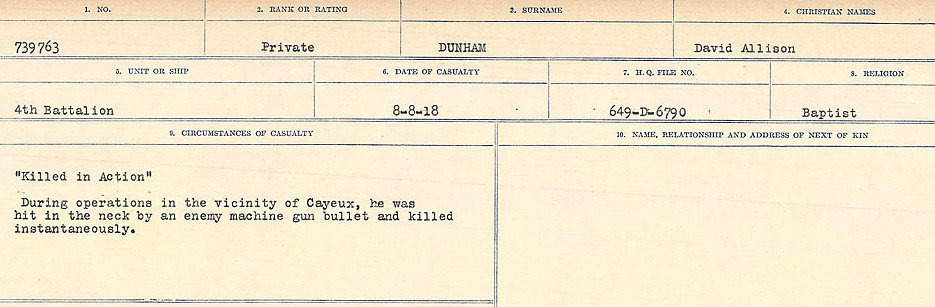 1. NO. 2. RANK OR RATING 3. SURNAME 4. CHRISTIAN NAMES
739763 Private DUNHAM David Allison
5. UNIT OR SHIP 6. DATE OF CASUALTY 7. H.Q. FILE NO. 8. RELIGION
4th Battalion 8-8-18 649-D-6790 Baptist
9. CIRCUMSTANCES OF CASUALTY 10. NAME, RELATIONSHIP AND ADDRESS OF NEXT OF KIN
"Killed in Action"
During operations in the vicinity of Cayeux, he was
hit in the neck by an enemy machine gun bullet and killed
instantaneously.